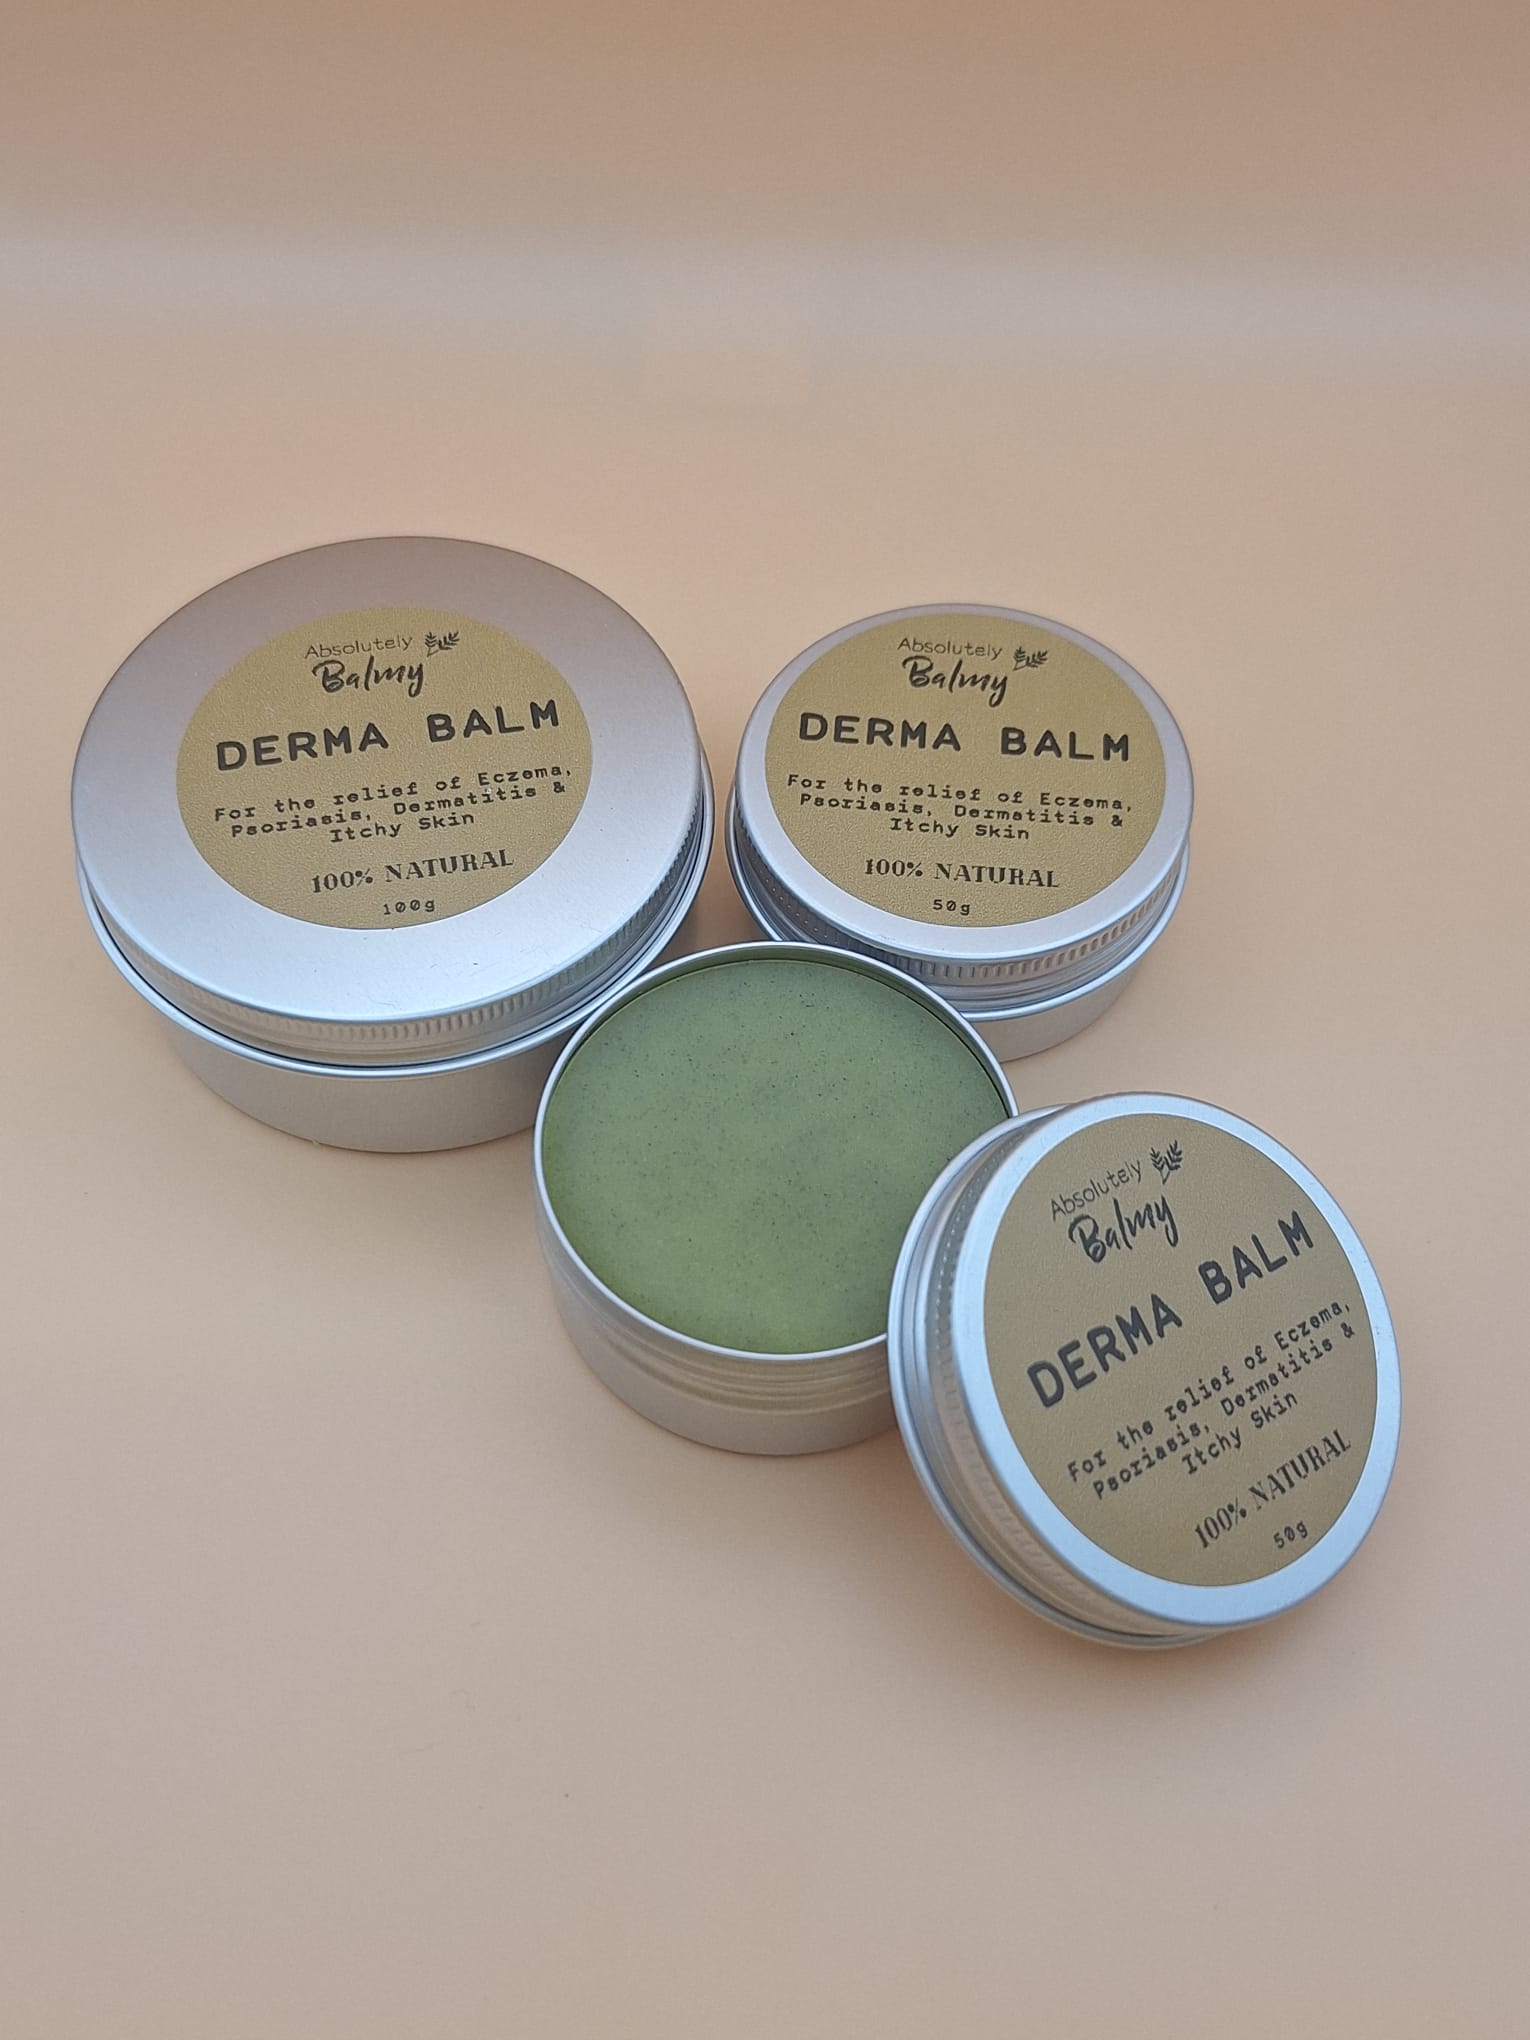 Absolutely
Balmy
DERMA BALM
For the relief of Eczema,
Psoriasis, Dermatitis &
Itchy Skin
100% NATURAL
100g
Absolutely
Balmy
DERMA BALM
For the relief of Eczema,
Psoriasis, Dermatitis &
Itchy Skin
100% NATURAL
50g
Absolutely
Balmy
DERMA BALM
For the relief of Eczema,
Psoriasis, Dermatitis &
Itchy Skin
100% NATURAL
50g